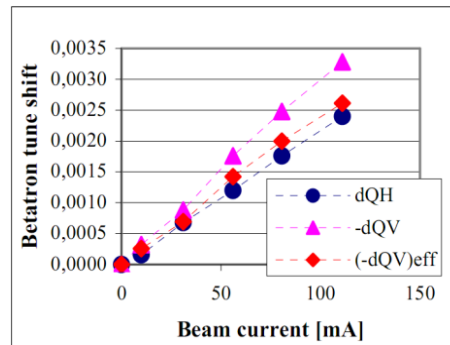 0,0035
0,0030
0,0025
0,0020
0,0015
0,0010
0,0005
0,0000
Betatron tune shift
dQH
-dQV
(-dQV)eff
0 50 100 150
Beam current [mA]